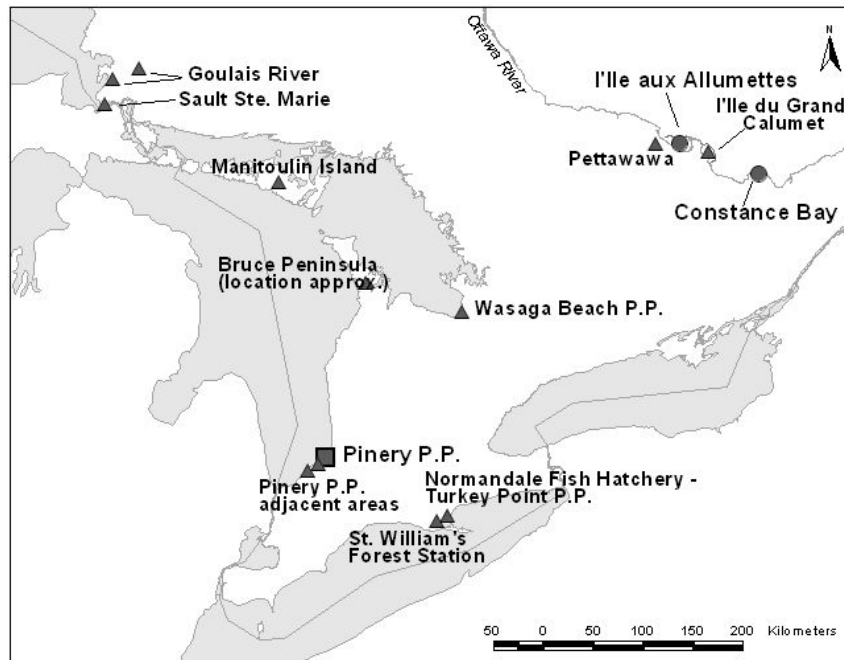 Ottawa River
Goulais River
Sault Ste. Marie
l'Ile aux Allumettes
l'Ile du Grand
Calumet
Pettawawa
Manitoulin Island
Constance Bay
Bruce Peninsula
(location approx.)
Wasaga Beach P.P.
Pinery P.P.
Pinery P.P.
adjacent areas
Normandale Fish Hatchery -
Turkey Point P.P.
St. William's
Forest Station
50 0 50 100 150 200 Kilometers
N